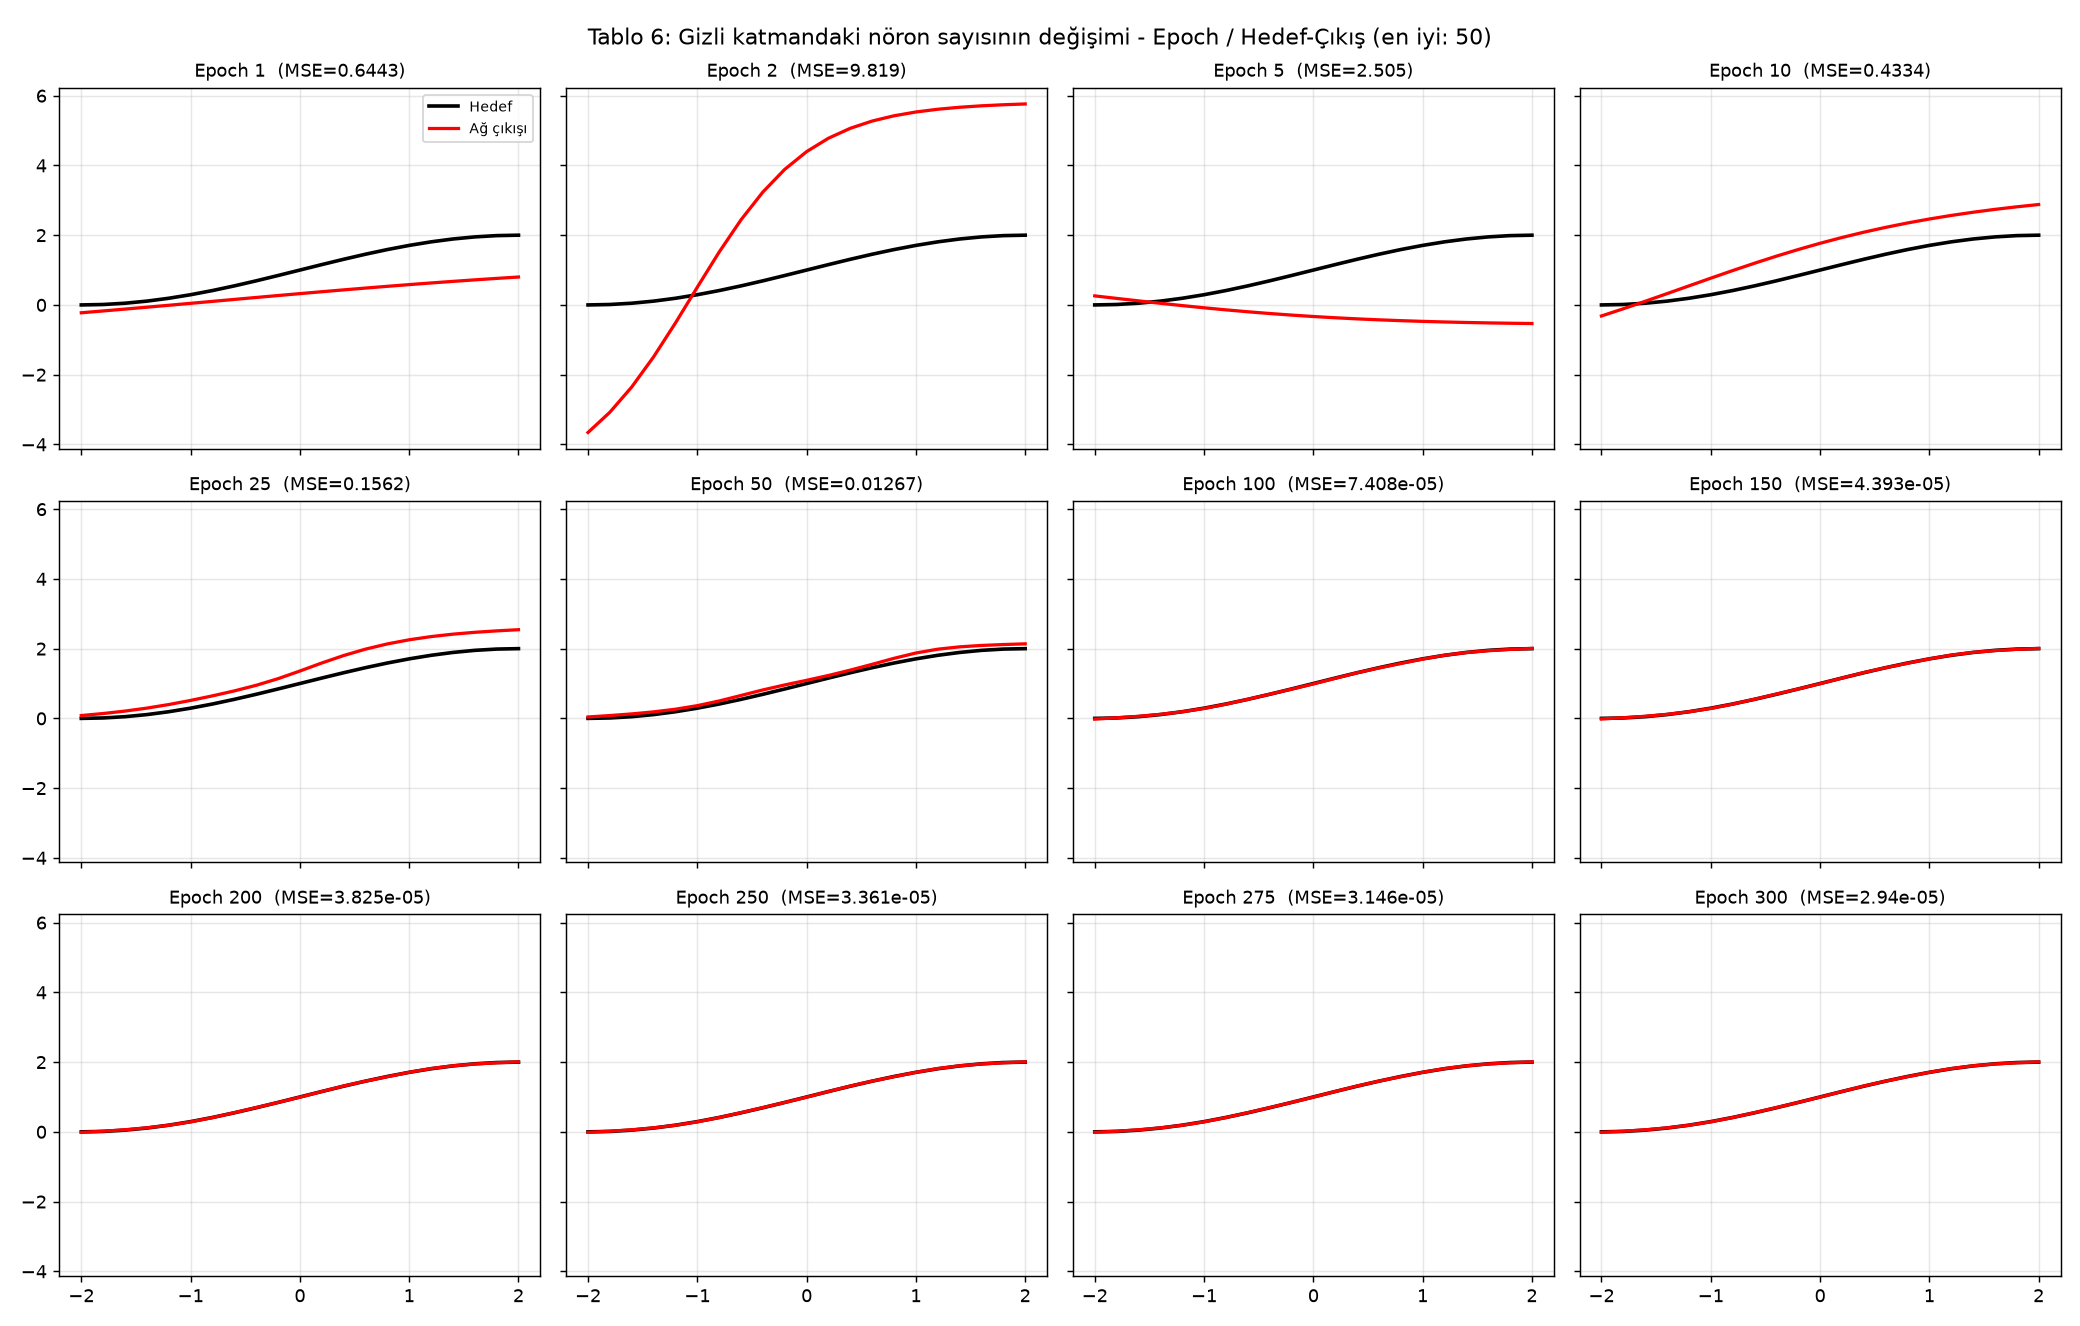 Tablo 6: Gizli katmandaki nöron sayısının değişimi - Epoch / Hedef-Çıkış (en iyi: 50)
Epoch 1  (MSE=0.6443)
Epoch 2  (MSE=9.819)
Epoch 5  (MSE=2.505)
Epoch 10  (MSE=0.4334)
Hedef
Ağ çıkışı
6
4
2
0
−2
−4
Epoch 25  (MSE=0.1562)
Epoch 50  (MSE=0.01267)
Epoch 100  (MSE=7.408e-05)
Epoch 150  (MSE=4.393e-05)
6
4
2
0
−2
−4
Epoch 200  (MSE=3.825e-05)
Epoch 250  (MSE=3.361e-05)
Epoch 275  (MSE=3.146e-05)
Epoch 300  (MSE=2.94e-05)
6
4
2
0
−2
−4
−2 −1 0 1 2
−2 −1 0 1 2
−2 −1 0 1 2
−2 −1 0 1 2